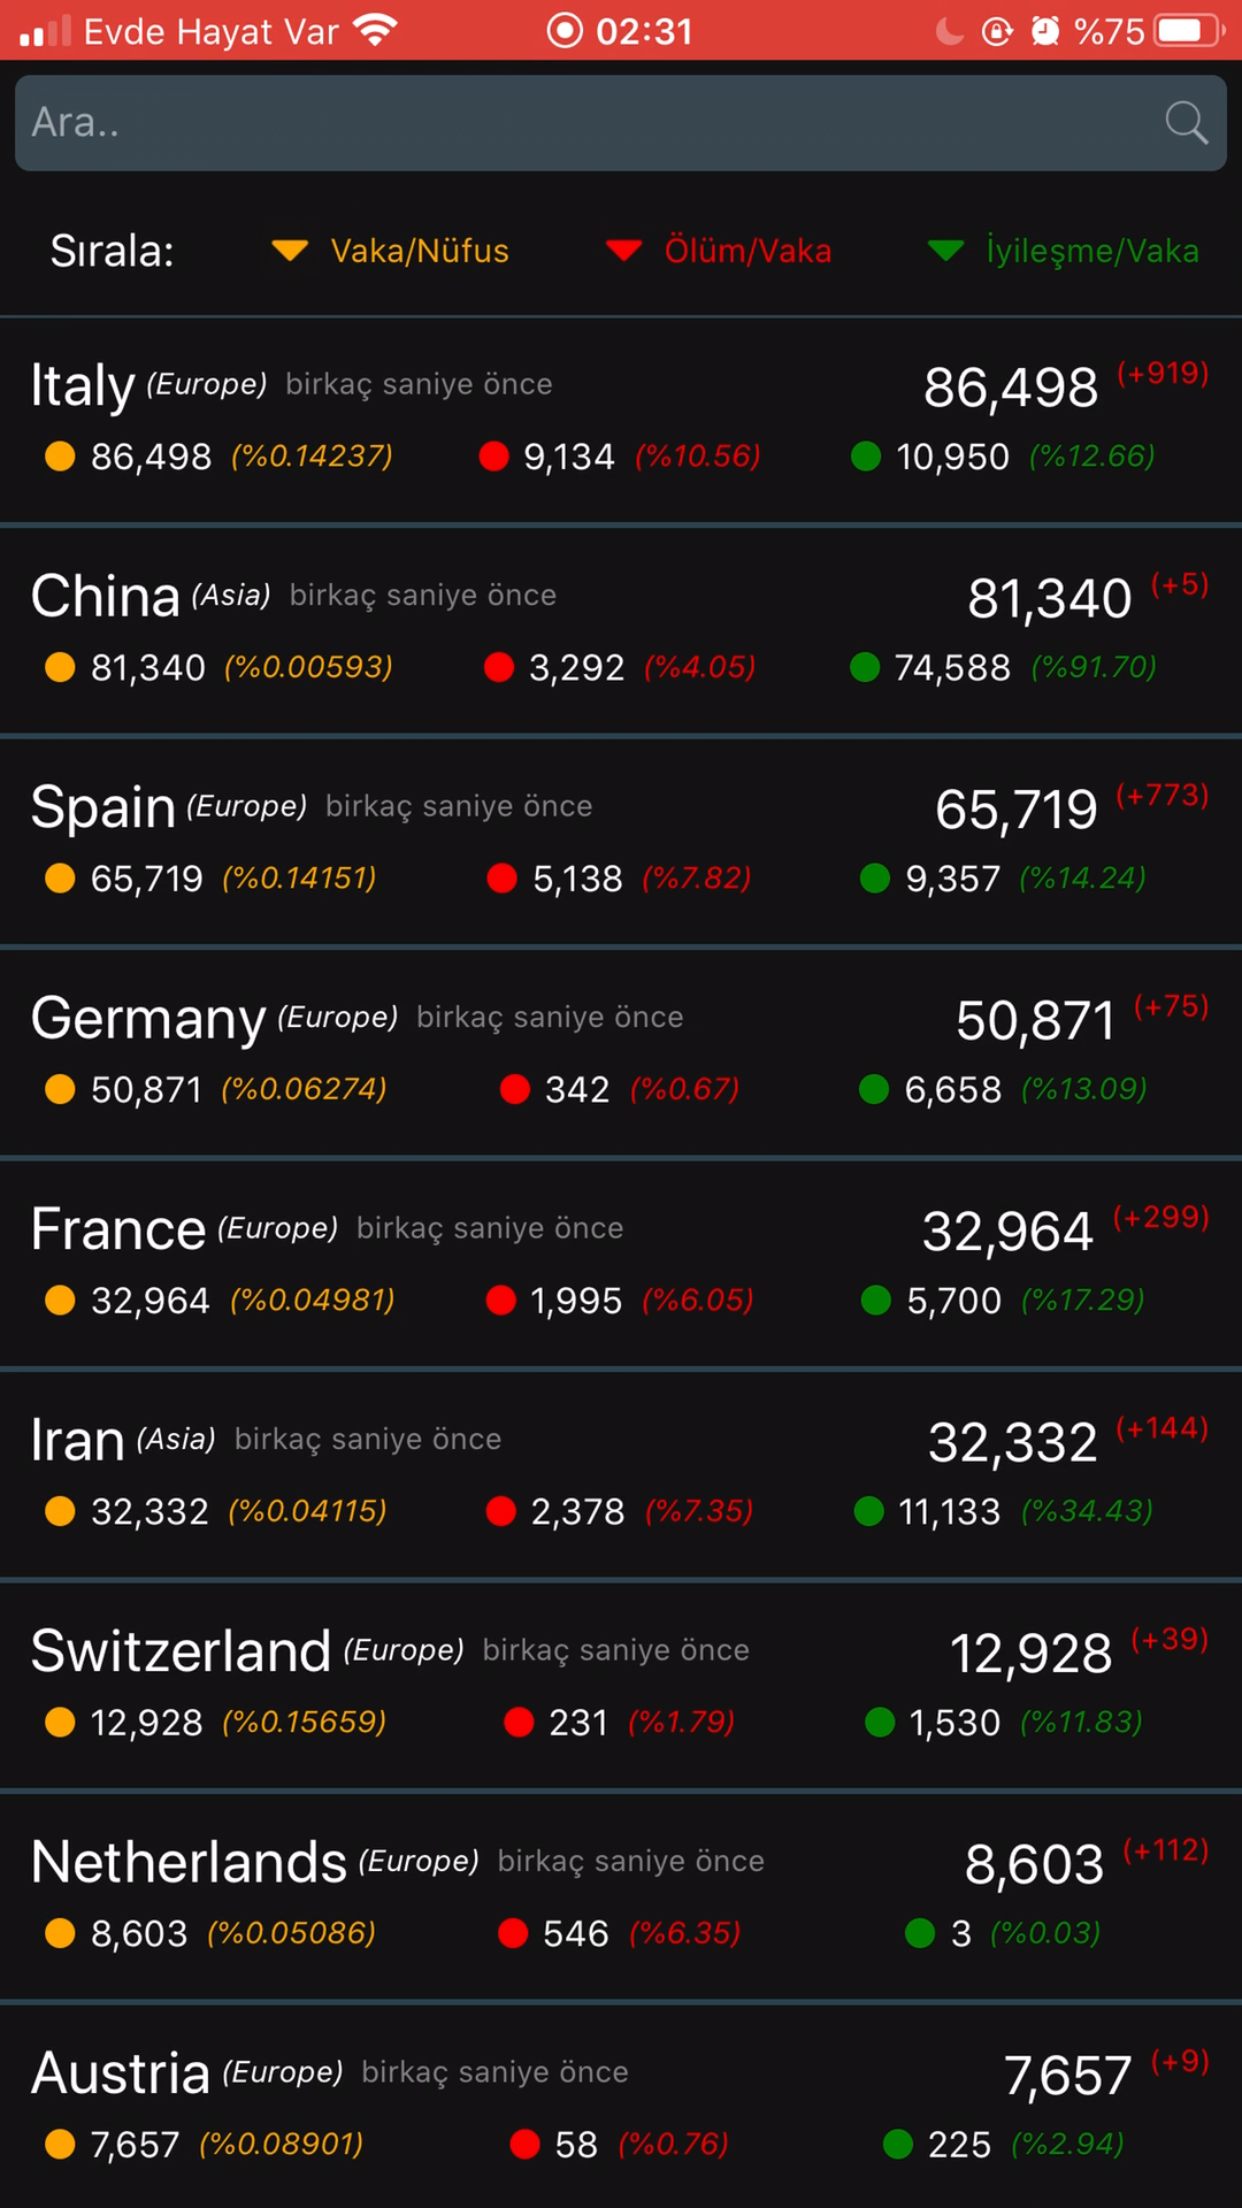 Evde Hayat Var 02:31 %75
Ara..
Sırala: Vaka/Nüfus Ölüm/Vaka İyileşme/Vaka
Italy (Europe) birkaç saniye önce 86,498 (+919)
86,498 (%0.14237) 9,134 (%10.56) 10,950 (%12.66)
China (Asia) birkaç saniye önce 81,340 (+5)
81,340 (%0.00593) 3,292 (%4.05) 74,588 (%91.70)
Spain (Europe) birkaç saniye önce 65,719 (+773)
65,719 (%0.14151) 5,138 (%7.82) 9,357 (%14.24)
Germany (Europe) birkaç saniye önce 50,871 (+75)
50,871 (%0.06274) 342 (%0.67) 6,658 (%13.09)
France (Europe) birkaç saniye önce 32,964 (+299)
32,964 (%0.04981) 1,995 (%6.05) 5,700 (%17.29)
Iran (Asia) birkaç saniye önce 32,332 (+144)
32,332 (%0.04115) 2,378 (%7.35) 11,133 (%34.43)
Switzerland (Europe) birkaç saniye önce 12,928 (+39)
12,928 (%0.15659) 231 (%1.79) 1,530 (%11.83)
Netherlands (Europe) birkaç saniye önce 8,603 (+112)
8,603 (%0.05086) 546 (%6.35) 3 (%0.03)
Austria (Europe) birkaç saniye önce 7,657 (+9)
7,657 (%0.08901) 58 (%0.76) 225 (%2.94)